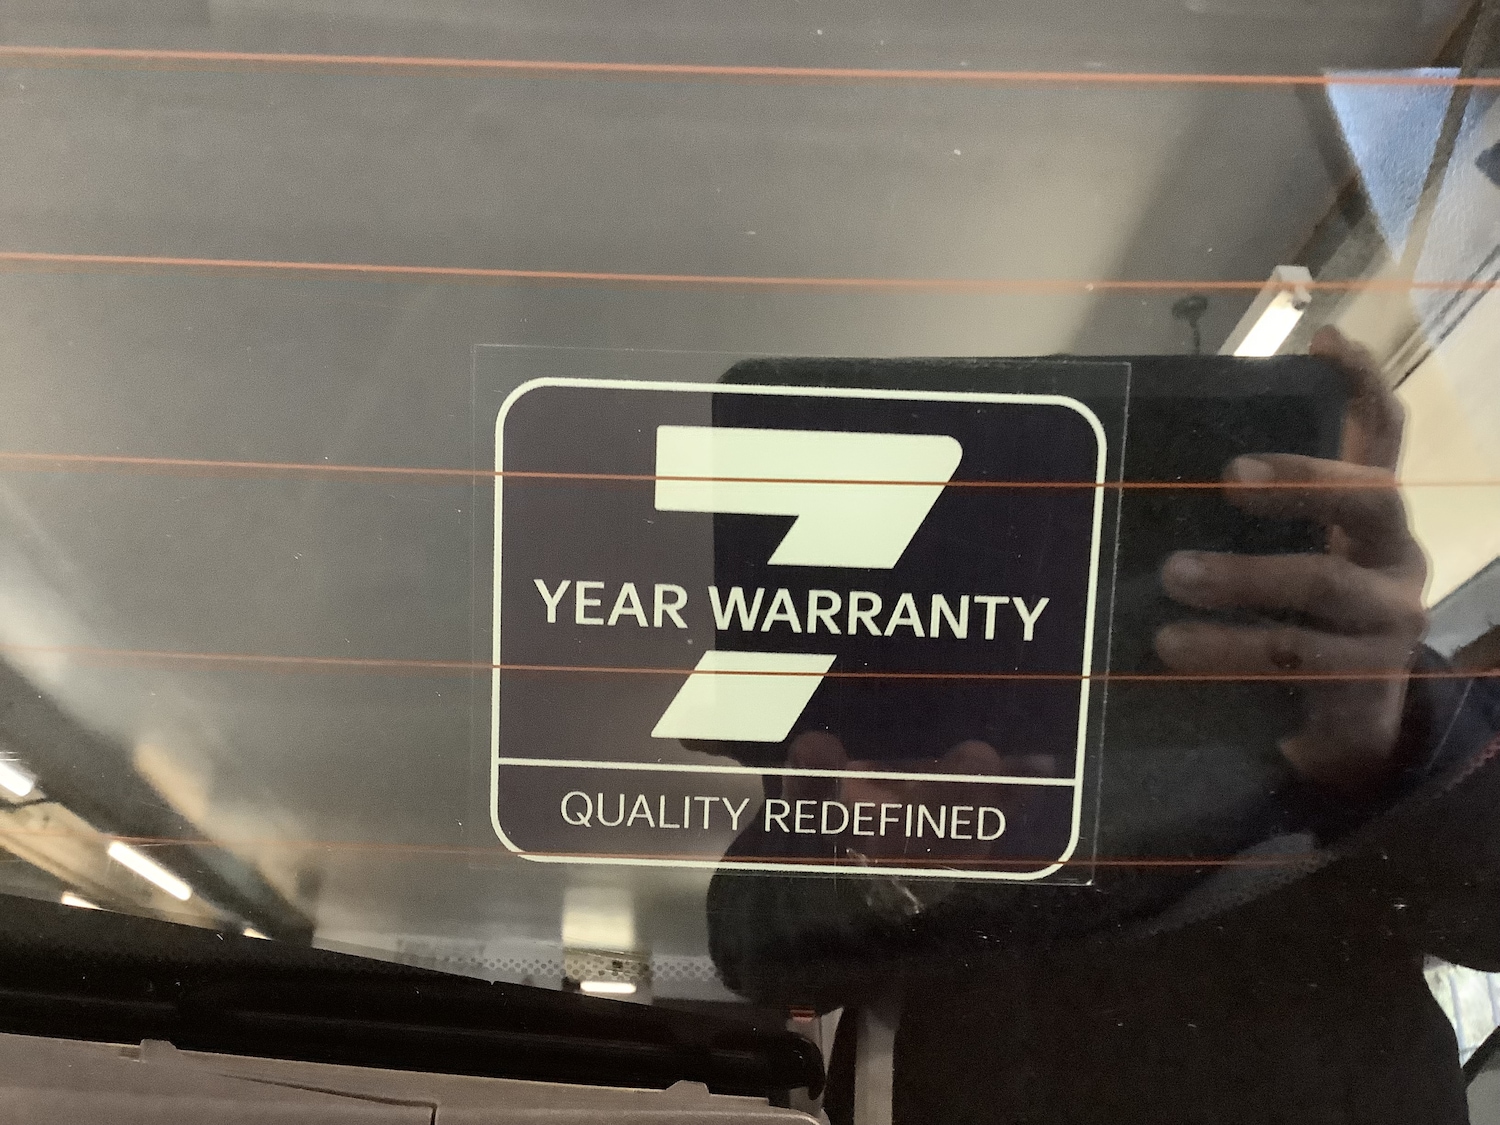 7
YEAR WARRANTY
QUALITY REDEFINED